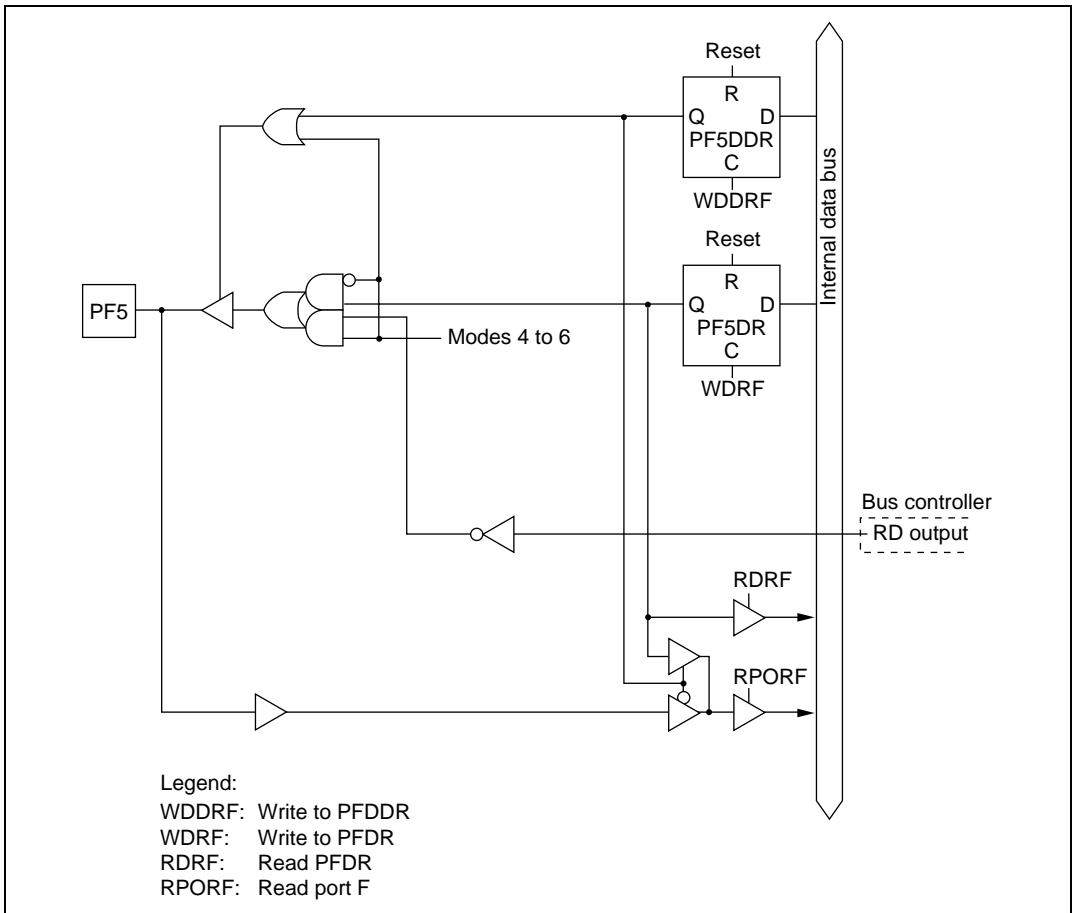 Reset
R
Q D
PF5DDR
C
WDDRF
Reset
R
Q D
PF5DR
C
WDRF
Internal data bus
PF5
Modes 4 to 6
Bus controller
RD output
RDRF
RPORF
Legend:
WDDRF: Write to PFDDR
WDRF: Write to PFDR
RDRF: Read PFDR
RPORF: Read port F